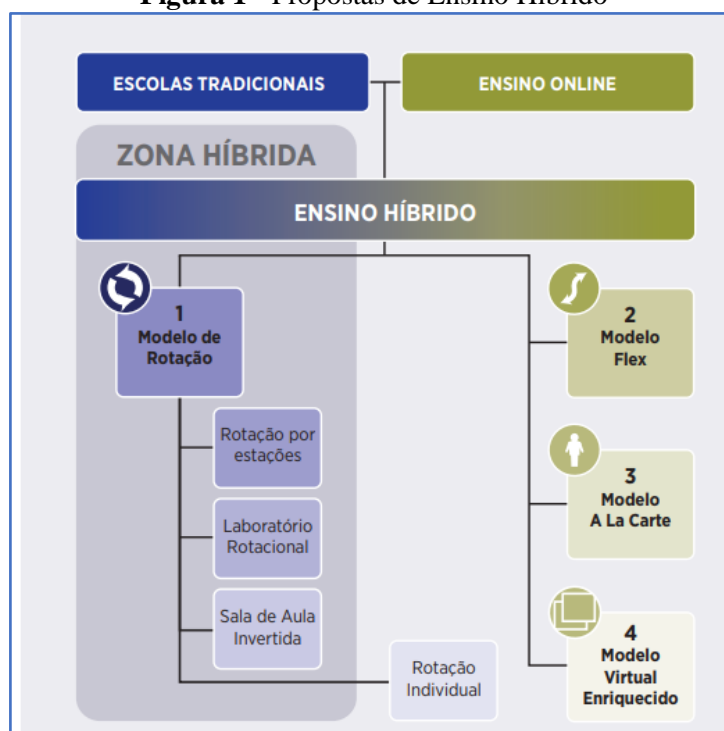 Figura 1 - Propostas de Ensino Híbrido
ESCOLAS TRADICIONAIS
ENSINO ONLINE
ZONA HÍBRIDA
ENSINO HÍBRIDO
1
Modelo de
Rotação
Rotação por
estações
Laboratório
Rotacional
Sala de Aula
Invertida
Rotação
Individual
2
Modelo
Flex
3
Modelo
A La Carte
4
Modelo
Virtual
Enriquecido